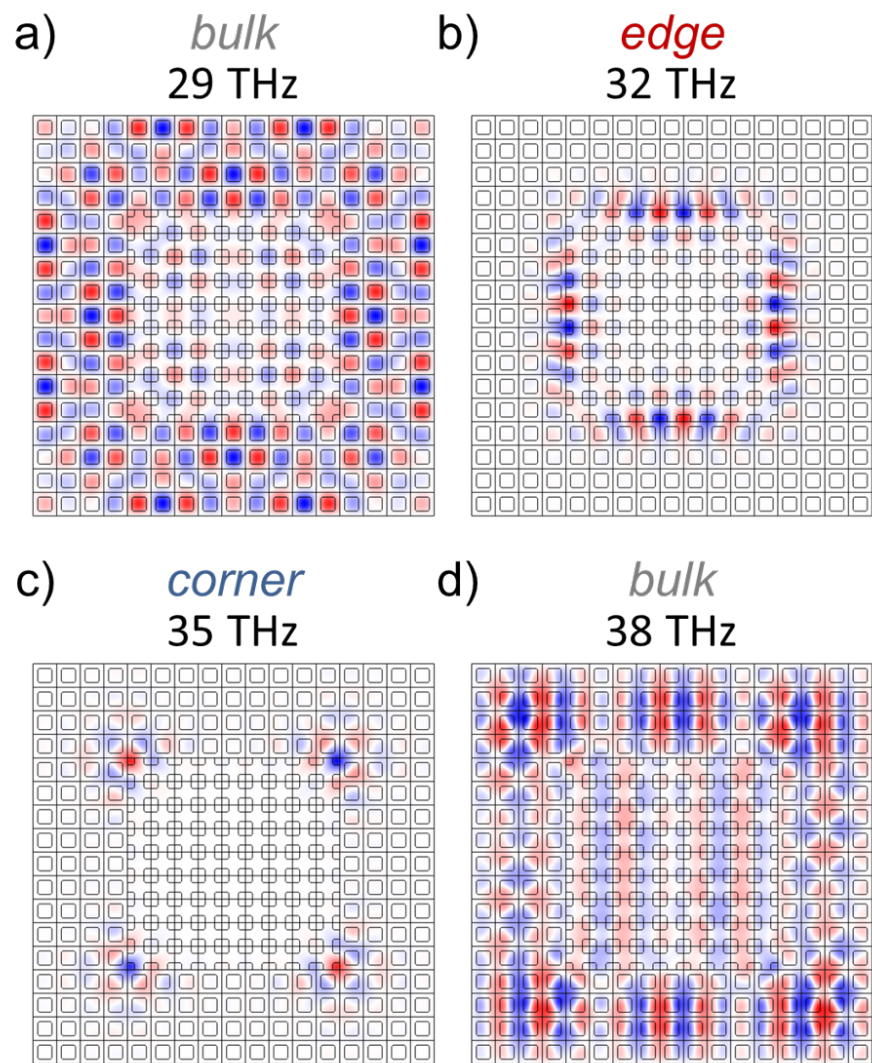 a)
bulk
29 THz
b)
edge
32 THz
c)
corner
35 THz
d)
bulk
38 THz